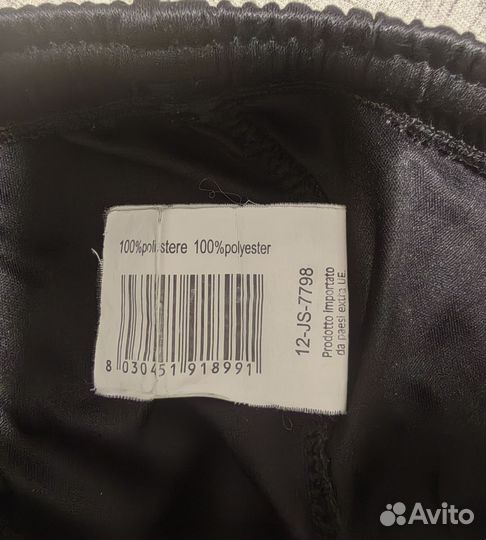 100%poliestere 100%polyester
8 030451 918991
12-JS-7798
Prodotto Importato
da paesi extra UE.
Avito